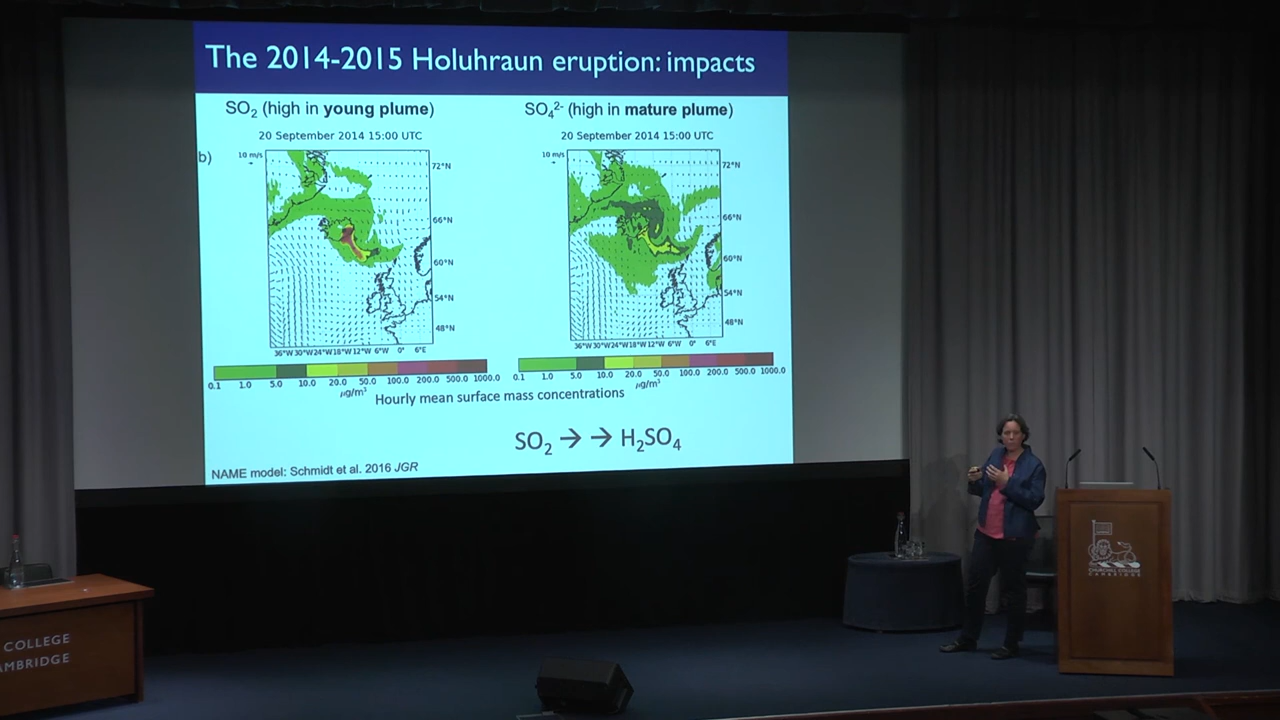 The 2014-2015 Holuhraun eruption: impacts
SO₂ (high in young plume)
SO₄²⁻ (high in mature plume)
20 September 2014 15:00 UTC
20 September 2014 15:00 UTC
b)
10 m/s
72°N
66°N
60°N
54°N
48°N
36°W 30°W 24°W 18°W 12°W 6°W 0° 6°E
10 m/s
72°N
66°N
60°N
54°N
48°N
36°W 30°W 24°W 18°W 12°W 6°W 0° 6°E
0.1 1.0 5.0 10.0 20.0 50.0 100.0 200.0 500.0 1000.0
μg/m³
0.1 1.0 5.0 10.0 20.0 50.0 100.0 200.0 500.0 1000.0
μg/m³
Hourly mean surface mass concentrations
SO₂ → → H₂SO₄
NAME model: Schmidt et al. 2016 JGR
CHURCHILL COLLEGE
CAMBRIDGE
COLLEGE
AMBRIDGE